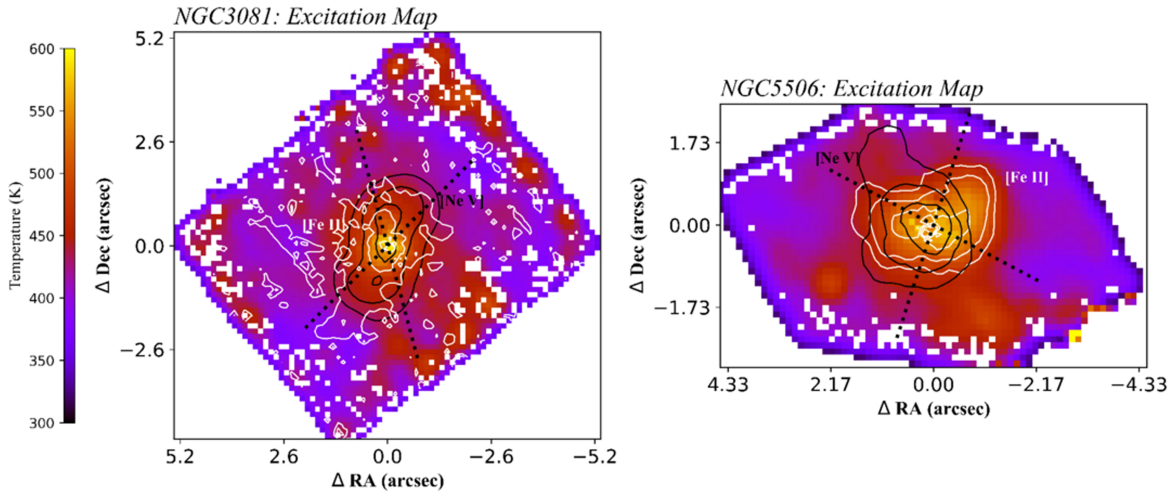 NGC3081: Excitation Map
5.2
2.6
0.0
−2.6
Δ Dec (arcsec)
5.2 2.6 0.0 −2.6 −5.2
Δ RA (arcsec)
[Fe II]
[Ne V]
600
550
500
450
400
350
300
Temperature (K)
NGC5506: Excitation Map
1.73
0.00
−1.73
Δ Dec (arcsec)
4.33 2.17 0.00 −2.17 −4.33
Δ RA (arcsec)
[Ne V]
[Fe II]